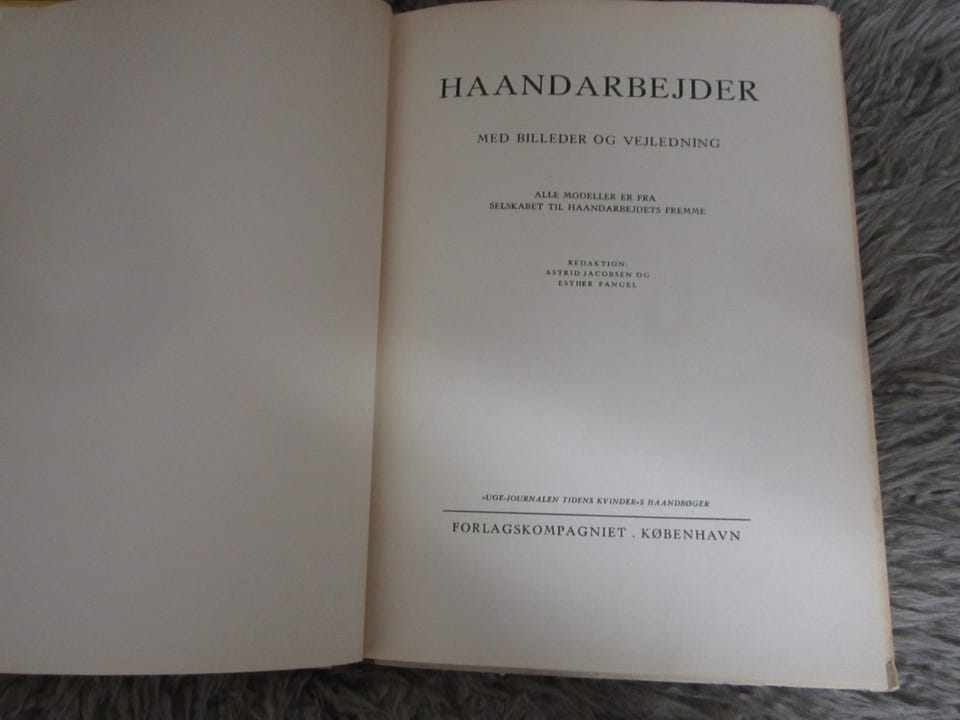 HAANDARBEJDER
MED BILLEDER OG VEJLEDNING
ALLE MODELLER ER FRA
SELSKABET TIL HAANDARBEJDETS FREMME
REDAKTION:
ASTRID JACOBSEN OG
ESTHER FANGEL
»UGE-JOURNALEN TIDENS KVINDER«S HAANDBØGER
FORLAGSKOMPAGNIET . KØBENHAVN